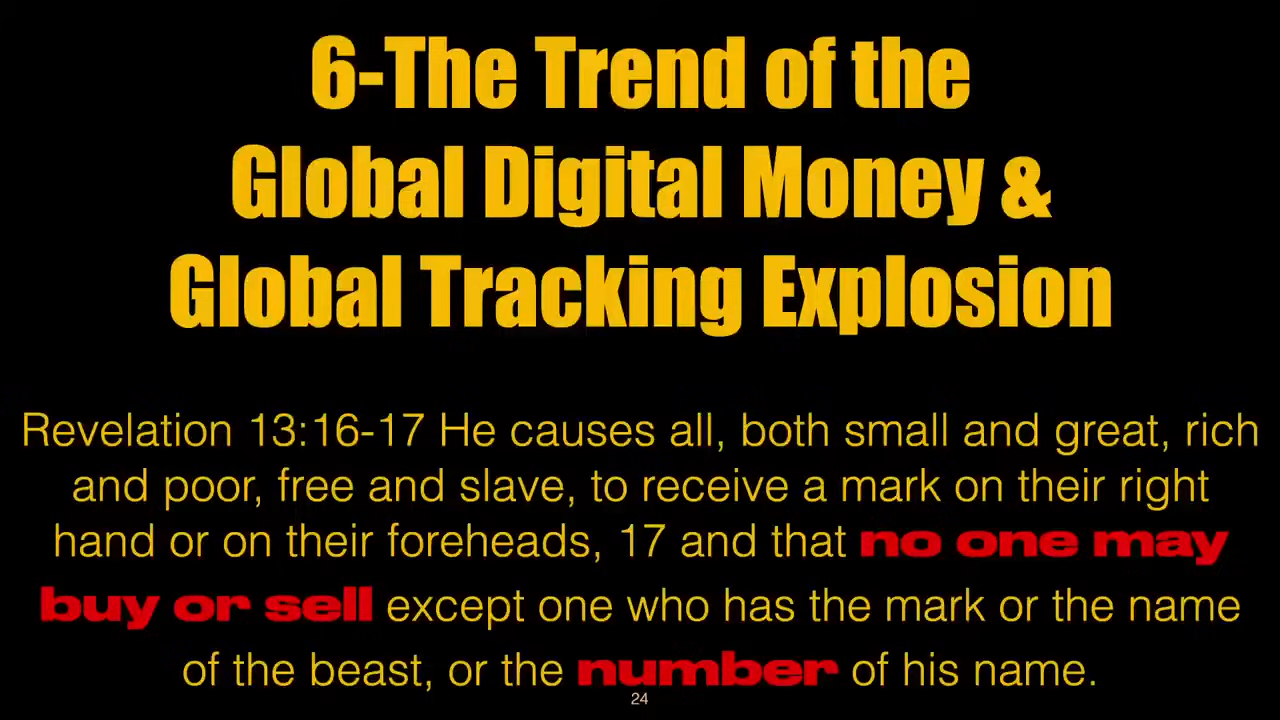 6-The Trend of the
Global Digital Money &
Global Tracking Explosion
Revelation 13:16-17 He causes all, both small and great, rich
and poor, free and slave, to receive a mark on their right
hand or on their foreheads, 17 and that no one may
buy or sell except one who has the mark or the name
of the beast, or the number of his name.
24